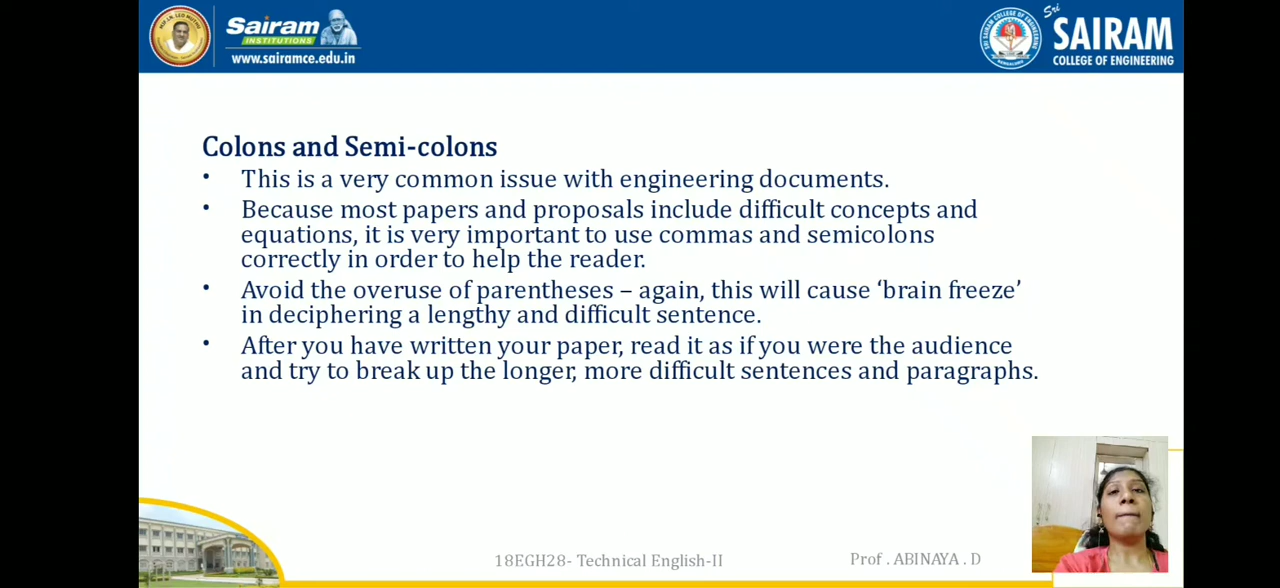 Sairam
INSTITUTIONS
www.sairamce.edu.in
Sri
SAIRAM
COLLEGE OF ENGINEERING
Colons and Semi-colons
• This is a very common issue with engineering documents.
• Because most papers and proposals include difficult concepts and
equations, it is very important to use commas and semicolons
correctly in order to help the reader.
• Avoid the overuse of parentheses – again, this will cause ‘brain freeze’
in deciphering a lengthy and difficult sentence.
• After you have written your paper, read it as if you were the audience
and try to break up the longer, more difficult sentences and paragraphs.
18EGH28- Technical English-II
Prof . ABINAYA . D